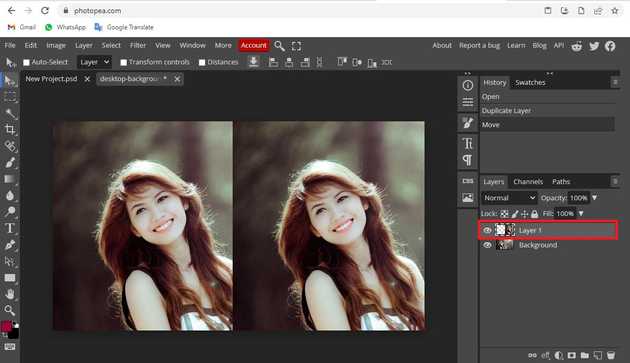 photopea.com
Gmail WhatsApp Google Translate
File Edit Image Layer Select Filter View Window More Account About Report a bug Learn Blog API
Auto-Select Layer Transform controls Distances
New Project.psd desktop-backgroun *
History Swatches
Open
Duplicate Layer
Move
CSS
Layers Channels Paths
Normal Opacity: 100%
Lock: Fill: 100%
Layer 1
Background
eff